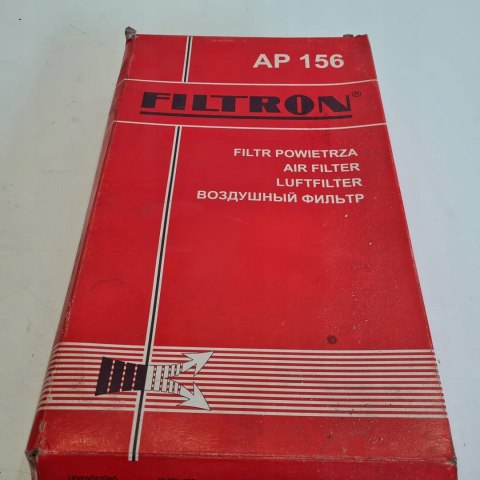 AP 156
FILTRON®
FILTR POWIETRZA
AIR FILTER
LUFTFILTER
ВОЗДУШНЫЙ ФИЛЬТР